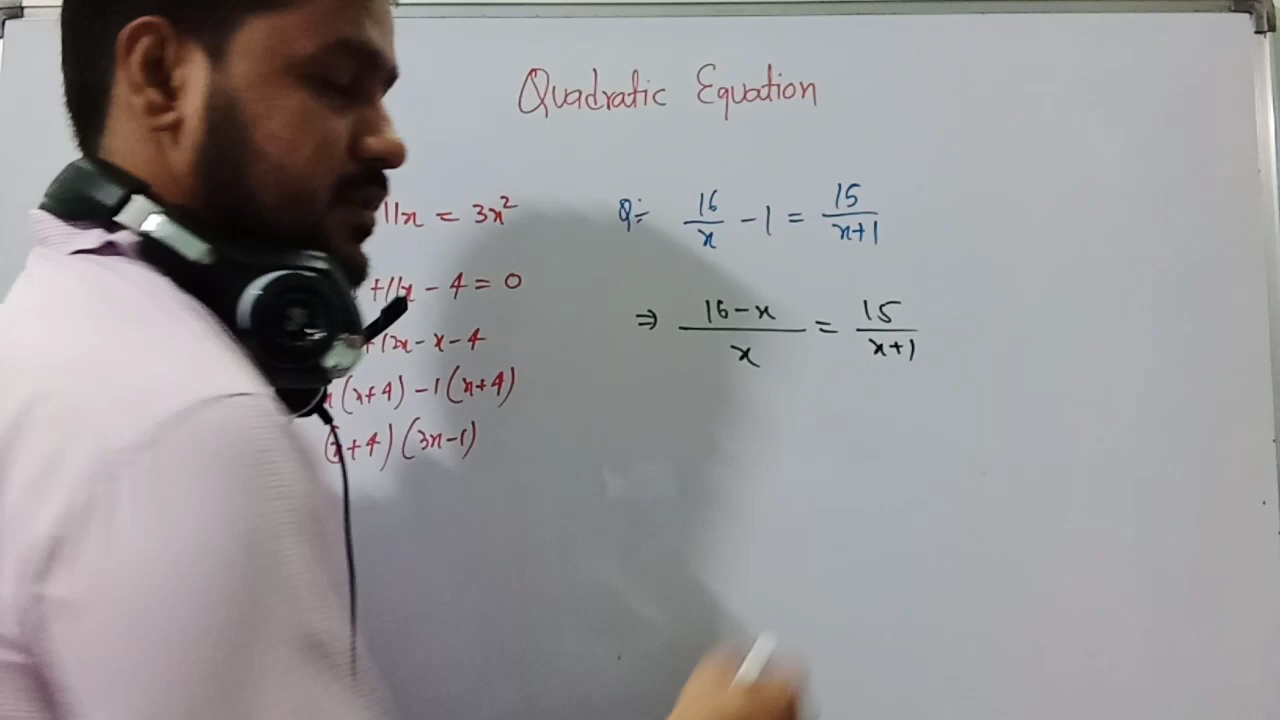 Quadratic Equation
11x = 3x²
+11x - 4 = 0
+12x - x - 4
(x+4) - 1(x+4)
(x+4)(3x-1)
Q:- 16/x - 1 = 15/x+1
⇒ 16-x/x = 15/x+1